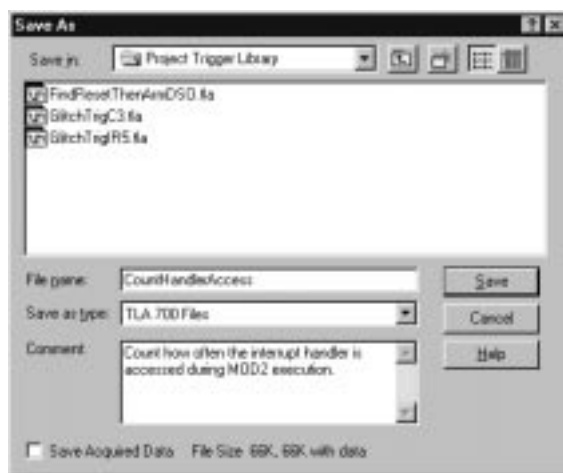 Save As
Save in: Project Trigger Library
FindResetThenArmDSO.tla
GlitchTrigC3.tla
GlitchTrigIR5.tla
File name: CountHandlerAccess
Save
Save as type: TLA 700 Files
Cancel
Comment: Count how often the interrupt handler is
accessed during MOD2 execution.
Help
Save Acquired Data File Size 66K, 66K with data